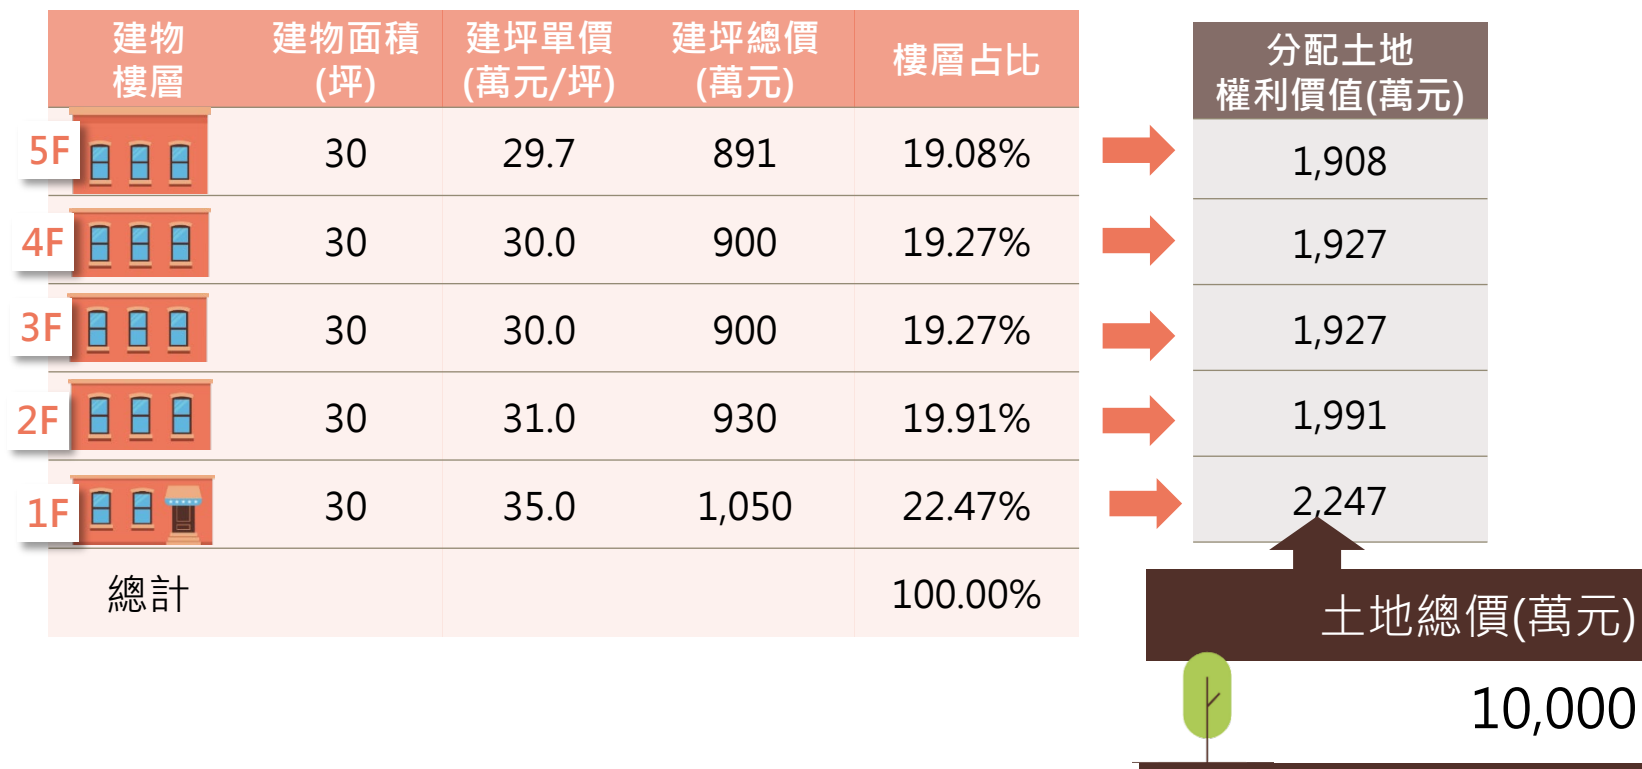 建物樓層 建物面積(坪) 建坪單價(萬元/坪) 建坪總價(萬元) 樓層占比 分配土地權利價值(萬元)
5F 30 29.7 891 19.08% 1,908
4F 30 30.0 900 19.27% 1,927
3F 30 30.0 900 19.27% 1,927
2F 30 31.0 930 19.91% 1,991
1F 30 35.0 1,050 22.47% 2,247
總計 100.00%
土地總價(萬元)
10,000